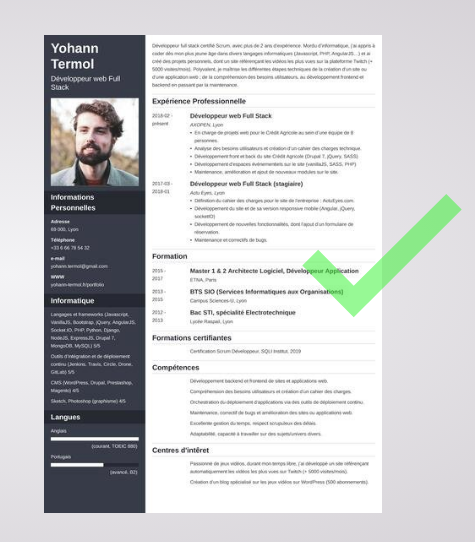 Yohann
Termol
Développeur web Full
Stack
Informations
Personnelles
Adresse
69 000, Lyon
Téléphone
+33 6 66 78 54 32
e-mail
yohann.termol@gmail.com
www
yohann-termol.fr/portfolio
Informatique
Langages et frameworks (Javascript,
VanillaJS, Bootstrap, jQuery, AngularJS,
Socket.IO, PHP, Python, Django,
NodeJS, ExpressJS, Drupal 7,
MongoDB, MySQL) 5/5
Outils d'intégration et de déploiement
continu (Jenkins, Travis, Circle, Drone,
GitLab) 5/5
CMS (WordPress, Drupal, Prestashop,
Magento) 4/5
Sketch, Photoshop (graphisme) 4/5
Langues
Anglais
(courant, TOEIC 880)
Portugais
(avancé, B2)
Développeur full stack certifié Scrum, avec plus de 2 ans d'expérience. Mordu d'informatique, j'ai appris à
coder dès mon plus jeune âge dans divers langages informatiques (Javascript, PHP, AngularJS…) et ai
créé des projets personnels, dont un site référençant les vidéos les plus vues sur la plateforme Twitch (+
5000 visites/mois). Polyvalent, je maîtrise les différentes étapes techniques de la création d'un site ou
d'une application web : de la compréhension des besoins utilisateurs, au développement frontend et
backend en passant par la maintenance.
Expérience Professionnelle
2018-02 -
présent
Développeur web Full Stack
AXOPEN, Lyon
• En charge de projets web pour le Crédit Agricole au sein d'une équipe de 8
personnes.
• Analyse des besoins utilisateurs et création d'un cahier des charges technique.
• Développement front et back du site Crédit Agricole (Drupal 7, jQuery, SASS)
• Développement d'espaces événementiels sur le site (vanillaJS, SASS, PHP)
• Maintenance, amélioration et ajout de nouveaux modules sur le site.
2017-03 -
2018-01
Développeur web Full Stack (stagiaire)
Acto Eyes, Lyon
• Définition du cahier des charges pour le site de l'entreprise : ActoEyes.com
• Développement du site et de sa version responsive mobile (Angular, jQuery,
socketIO)
• Développement de nouvelles fonctionnalités, dont l'ajout d'un formulaire de
réservation.
• Maintenance et correctifs de bugs.
Formation
2015 -
2017
Master 1 & 2 Architecte Logiciel, Développeur Application
ETNA, Paris
2013 -
2015
BTS SIO (Services Informatiques aux Organisations)
Campus Sciences-U, Lyon
2012 -
2013
Bac STI, spécialité Electrotechnique
Lycée Raspail, Lyon
Formations certifiantes
Certification Scrum Développeur, SQLI Institut, 2019
Compétences
Développement backend et frontend de sites et applications web.
Compréhension des besoins utilisateurs et création d'un cahier des charges.
Orchestration du développement d'applications via des outils de déploiement continu.
Maintenance, correctif de bugs et amélioration des sites ou applications web.
Excellente gestion du temps, respect scrupuleux des délais.
Adaptabilité, capacité à travailler sur des sujets/univers divers.
Centres d'intêret
Passionné de jeux vidéos, durant mon temps libre, j'ai développé un site référençant
automatiquement les vidéos les plus vues sur Twitch (+ 5000 visites/mois).
Création d'un blog spécialisé sur les jeux vidéos sur WordPress (500 abonnements).